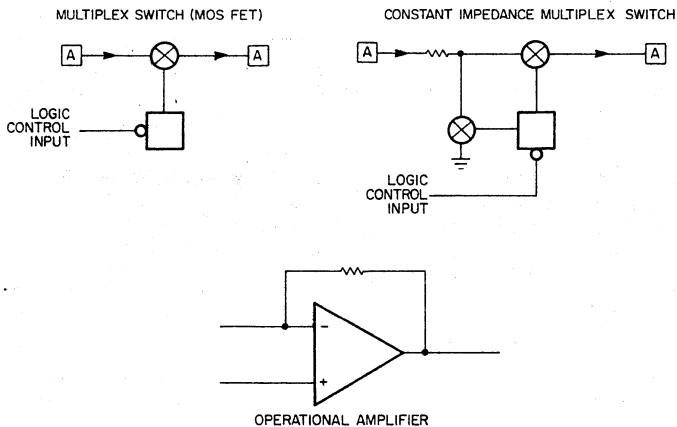 MULTIPLEX SWITCH (MOS FET)
A A
LOGIC
CONTROL
INPUT
CONSTANT IMPEDANCE MULTIPLEX SWITCH
A A
LOGIC
CONTROL
INPUT
-
+
OPERATIONAL AMPLIFIER